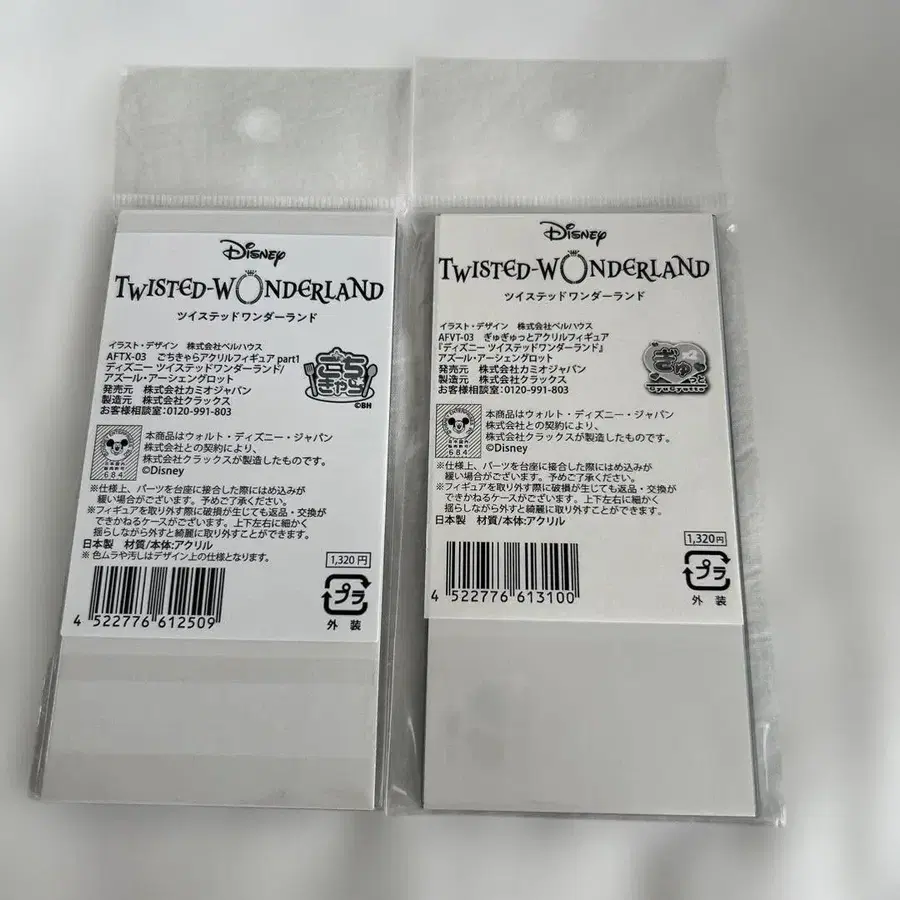 Disney
TWISTED-WONDERLAND
ツイステッドワンダーランド
イラスト・デザイン 株式会社ベルハウス
AFTX-03 ごちきゃらアクリルフィギュア part1
ディズニー ツイステッドワンダーランド/
アズール・アーシェングロット
発売元 株式会社カミオジャパン
製造元 株式会社クラックス
お客様相談室:0120-991-803
ごち
きゃら
©BH
684
本商品はウォルト・ディズニー・ジャパン
株式会社との契約により、
株式会社クラックスが製造したものです。
©Disney
※仕様上、パーツを台座に接合した際にはめ込みが
緩い場合がございます。予めご了承ください。
※フィギュアを取り外す際に破損が生じても返品・交換が
できかねるケースがございます。上下左右に細かく
揺らしながら外すと綺麗に取り外すことができます。
日本製 材質/本体:アクリル
※ 色ムラや汚しはデザイン上の仕様となります。
1,320円
4 522776 612509
プラ
外装
Disney
TWISTED-WONDERLAND
ツイステッドワンダーランド
イラスト・デザイン 株式会社ベルハウス
AFVT-03 ぎゅぎゅっとアクリルフィギュア
『ディズニー ツイステッドワンダーランド』
アズール・アーシェングロット
発売元 株式会社カミオジャパン
製造元 株式会社クラックス
お客様相談室:0120-991-803
684
本商品はウォルト・ディズニー・ジャパン
株式会社との契約により、
株式会社クラックスが製造したものです。
©Disney
※仕様上、パーツを台座に接合した際にはめ込みが
緩い場合がございます。予めご了承ください。
※フィギュアを取り外す際に破損が生じても返品・交換が
できかねるケースがございます。上下左右に細かく
揺らしながら外すと綺麗に取り外すことができます。
日本製 材質/本体:アクリル
1,320円
4 522776 613100
プラ
外装